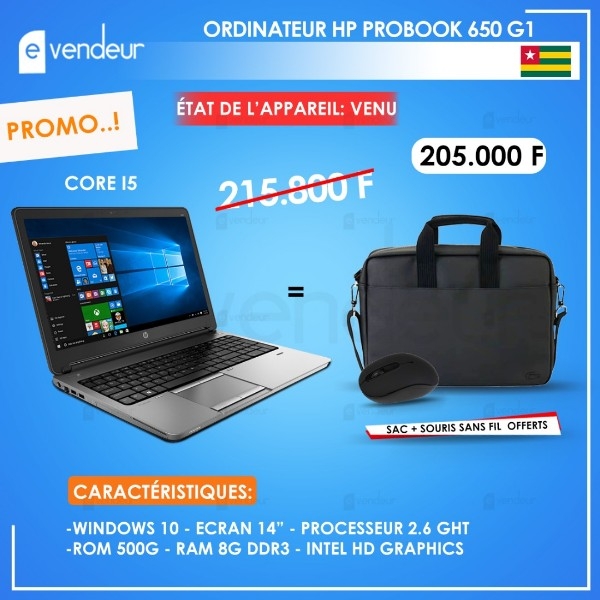 e vendeur
ORDINATEUR HP PROBOOK 650 G1
ÉTAT DE L'APPAREIL: VENU
PROMO..!
205.000 F
CORE I5
215.800 F
=
hp
SAC + SOURIS SANS FIL OFFERTS
CARACTÉRISTIQUES:
-WINDOWS 10 - ECRAN 14" - PROCESSEUR 2.6 GHT
-ROM 500G - RAM 8G DDR3 - INTEL HD GRAPHICS